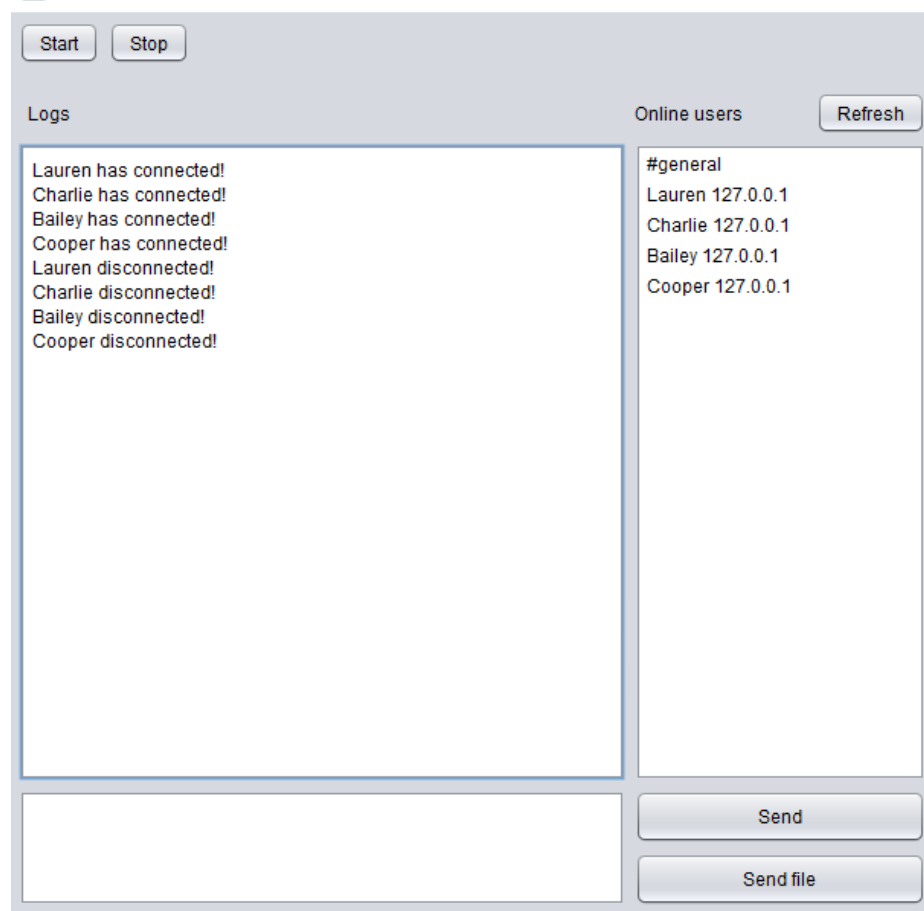 Start Stop
Logs
Online users Refresh
Lauren has connected!
Charlie has connected!
Bailey has connected!
Cooper has connected!
Lauren disconnected!
Charlie disconnected!
Bailey disconnected!
Cooper disconnected!
#general
Lauren 127.0.0.1
Charlie 127.0.0.1
Bailey 127.0.0.1
Cooper 127.0.0.1
Send
Send file